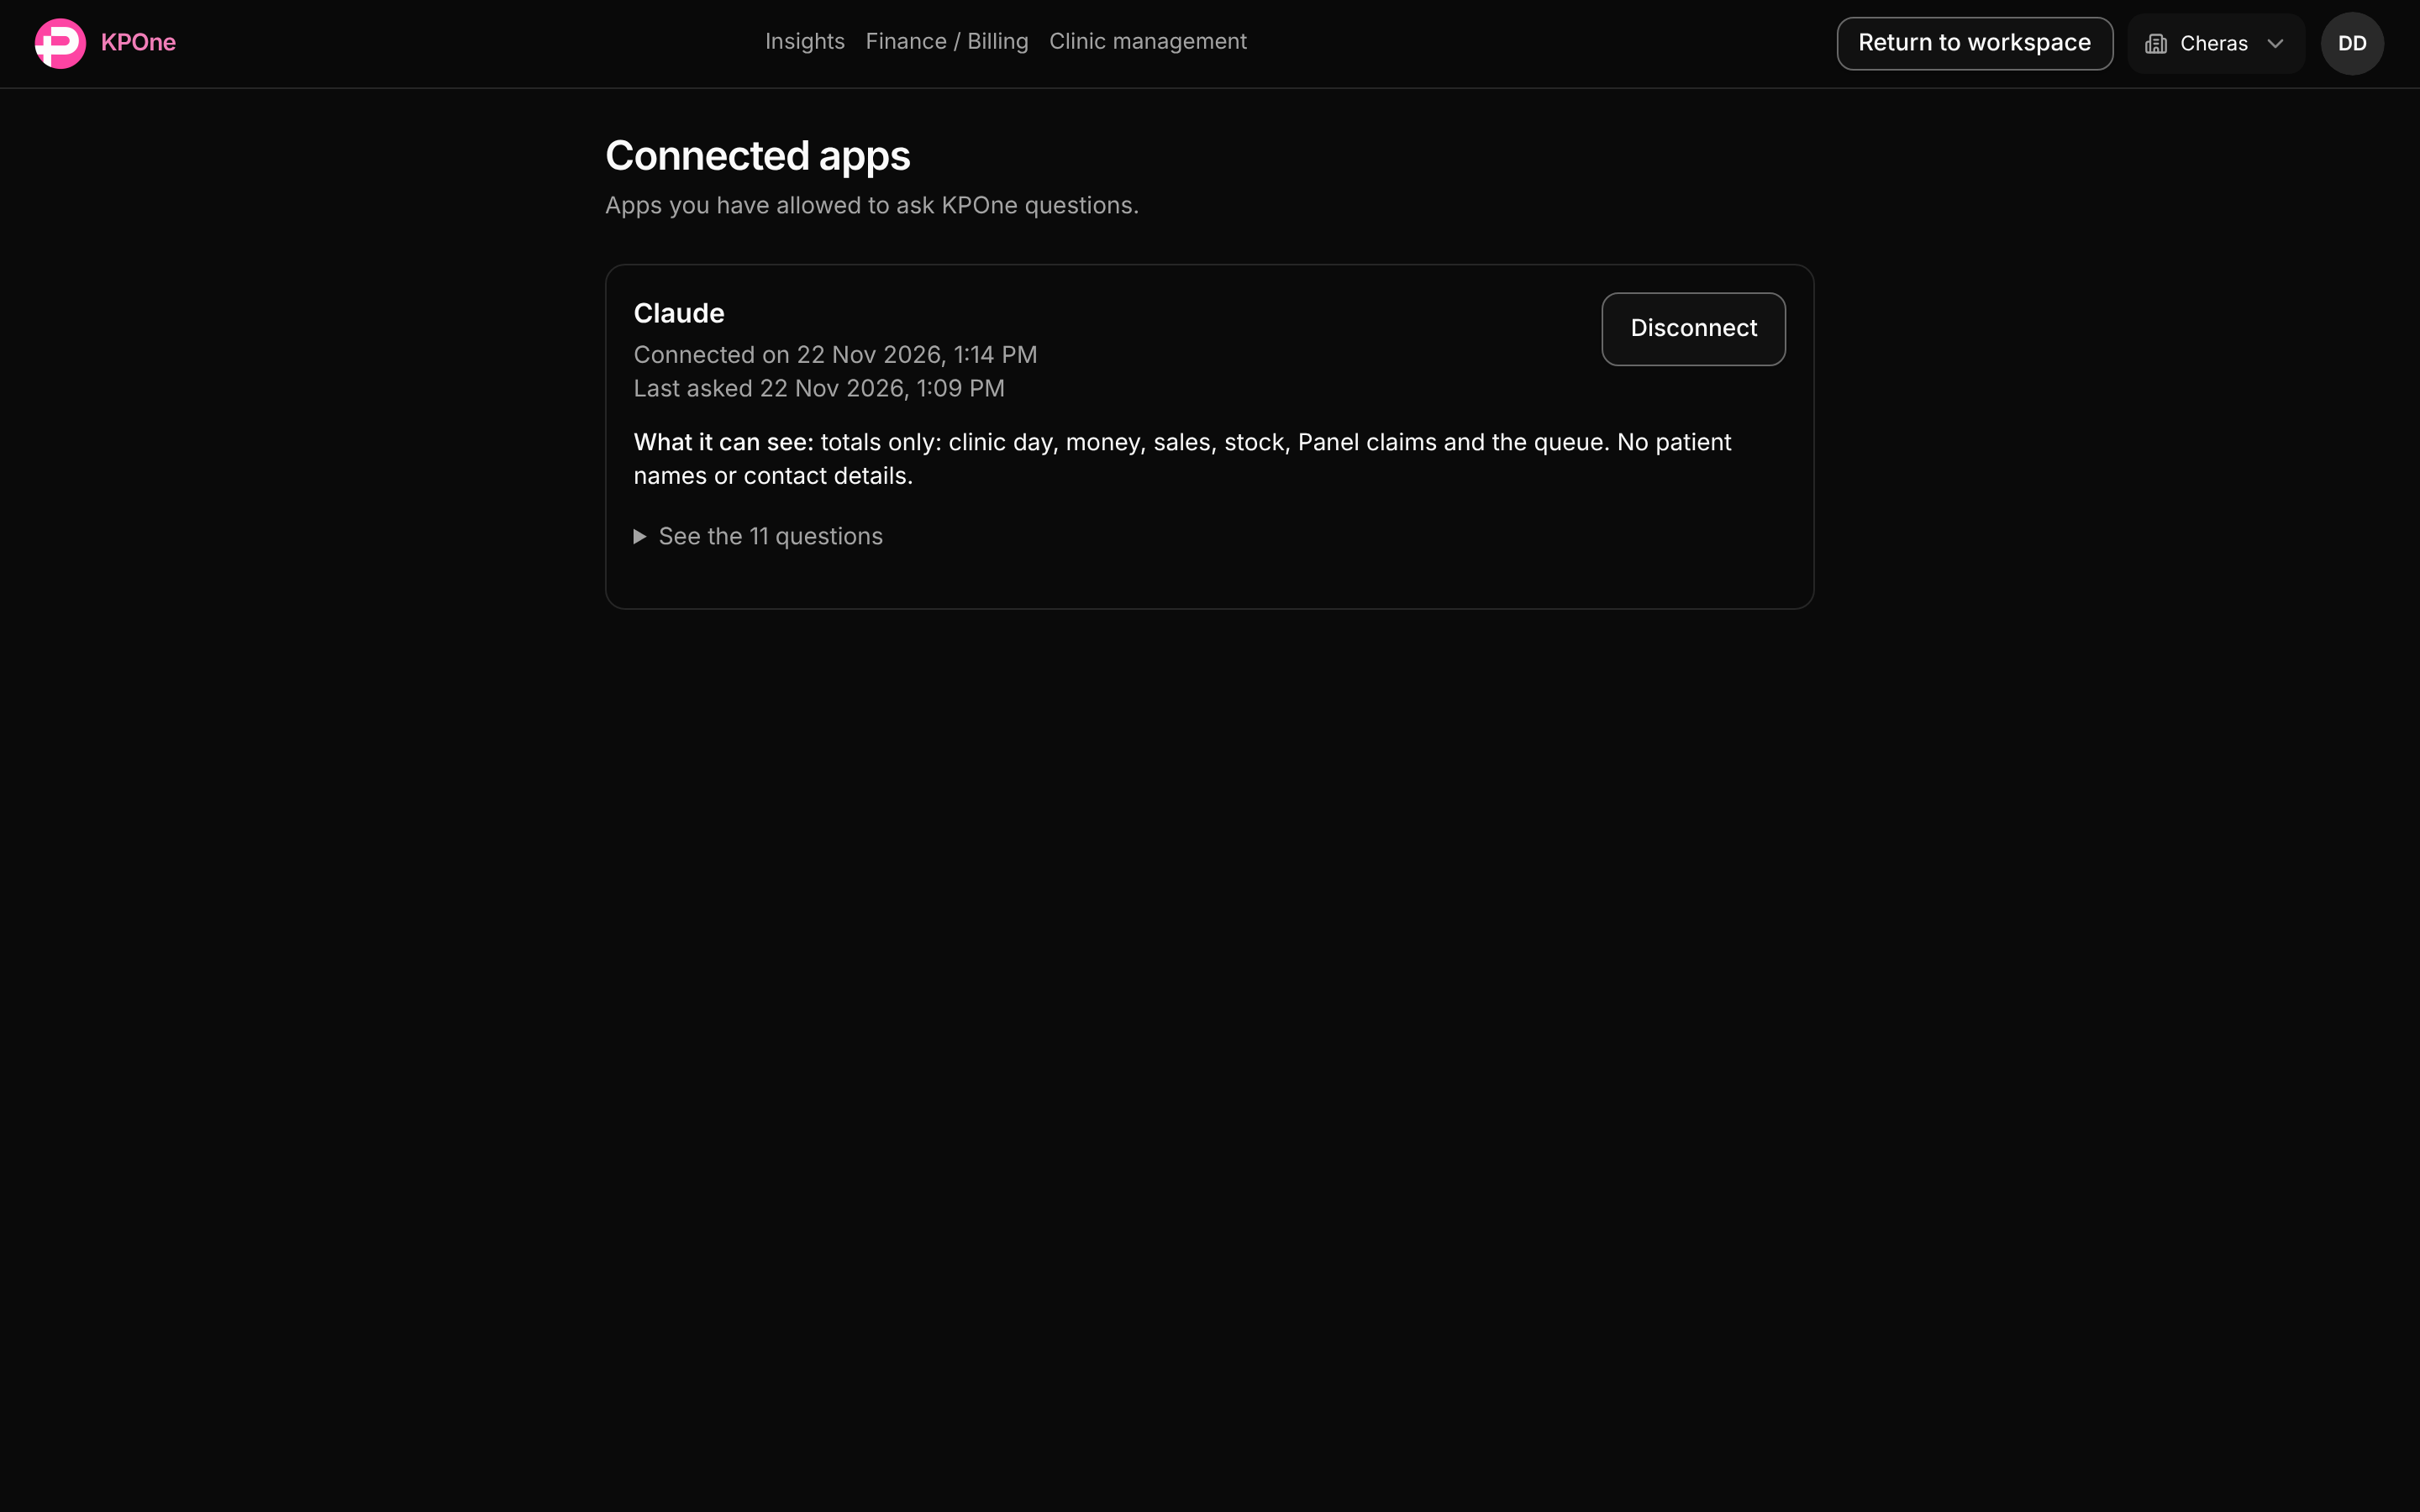 KPOne
Insights Finance / Billing Clinic management
Return to workspace
Cheras
DD
Connected apps
Apps you have allowed to ask KPOne questions.
Claude
Disconnect
Connected on 22 Nov 2026, 1:14 PM
Last asked 22 Nov 2026, 1:09 PM
What it can see: totals only: clinic day, money, sales, stock, Panel claims and the queue. No patient
names or contact details.
See the 11 questions